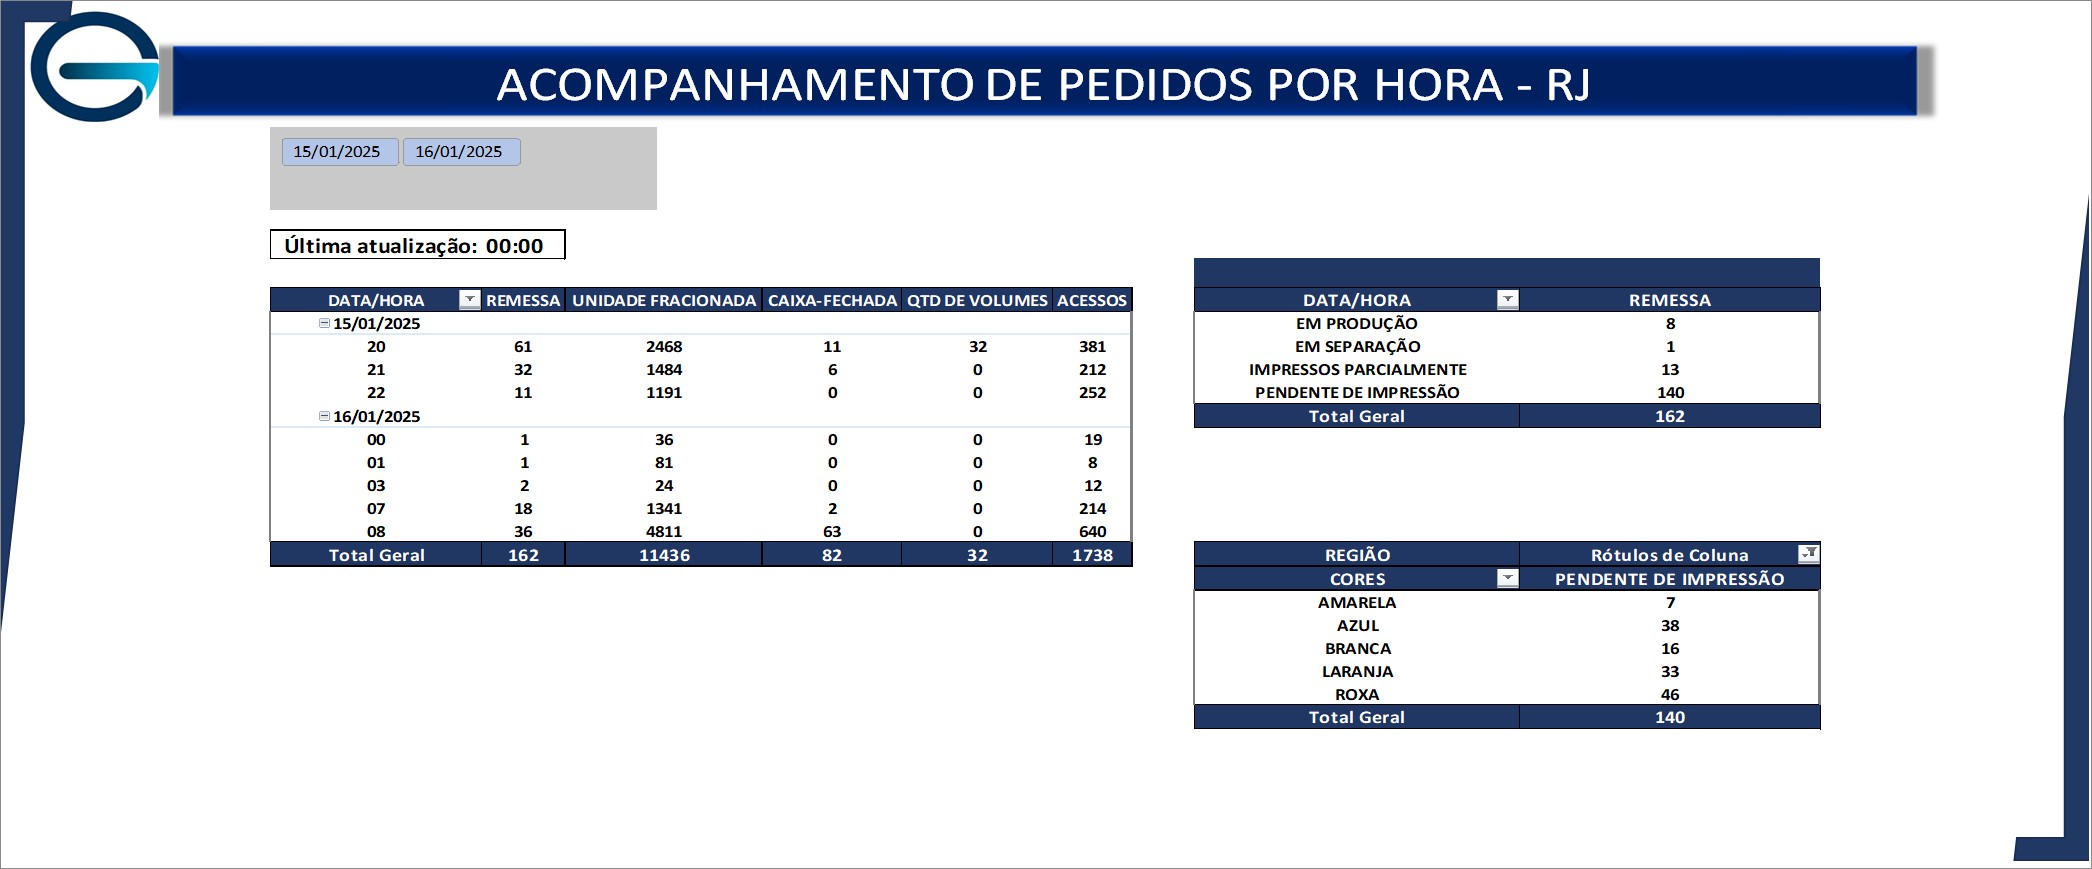 ACOMPANHAMENTO DE PEDIDOS POR HORA - RJ
15/01/2025 16/01/2025
Última atualização: 00:00
DATA/HORA REMESSA UNIDADE FRACIONADA CAIXA-FECHADA QTD DE VOLUMES ACESSOS
15/01/2025
20 61 2468 11 32 381
21 32 1484 6 0 212
22 11 1191 0 0 252
16/01/2025
00 1 36 0 0 19
01 1 81 0 0 8
03 2 24 0 0 12
07 18 1341 2 0 214
08 36 4811 63 0 640
Total Geral 162 11436 82 32 1738
DATA/HORA REMESSA
EM PRODUÇÃO 8
EM SEPARAÇÃO 1
IMPRESSOS PARCIALMENTE 13
PENDENTE DE IMPRESSÃO 140
Total Geral 162
REGIÃO Rótulos de Coluna
CORES PENDENTE DE IMPRESSÃO
AMARELA 7
AZUL 38
BRANCA 16
LARANJA 33
ROXA 46
Total Geral 140